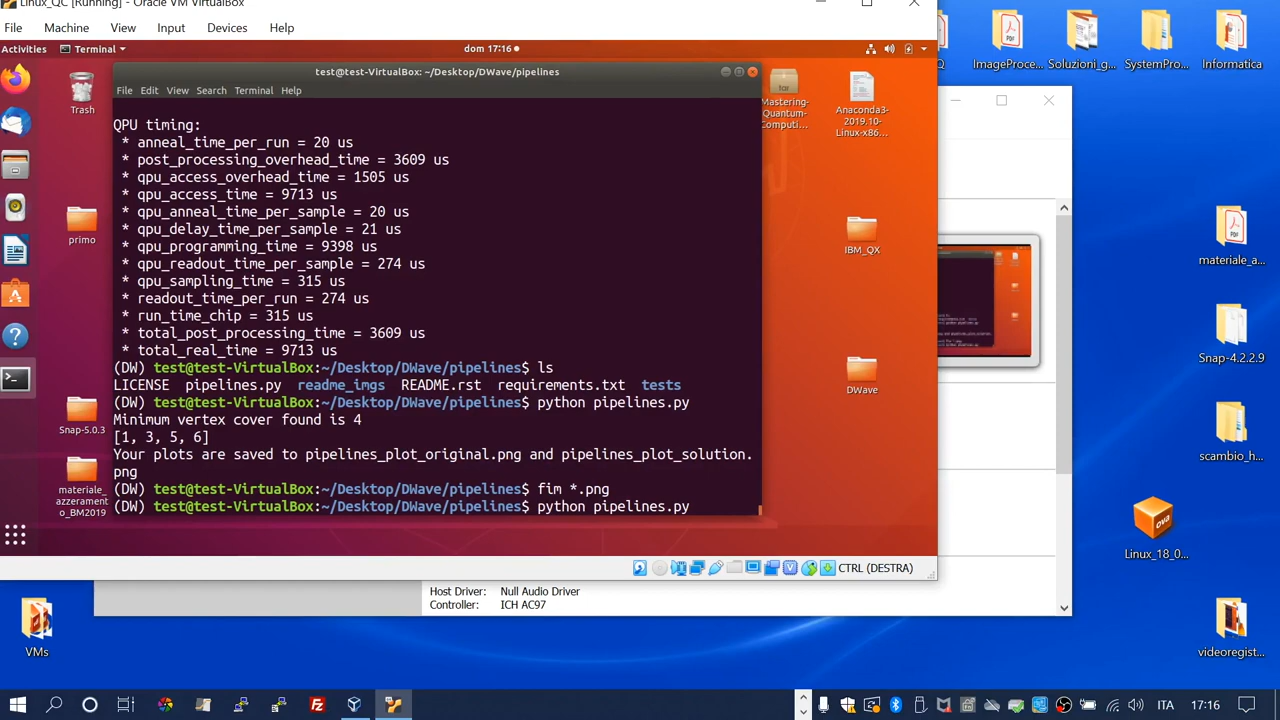 Linux_QC [Running] - Oracle VM VirtualBox
File Machine View Input Devices Help
Activities Terminal dom 17:16
test@test-VirtualBox: ~/Desktop/DWave/pipelines
File Edit View Search Terminal Help
QPU timing:
* anneal_time_per_run = 20 us
* post_processing_overhead_time = 3609 us
* qpu_access_overhead_time = 1505 us
* qpu_access_time = 9713 us
* qpu_anneal_time_per_sample = 20 us
* qpu_delay_time_per_sample = 21 us
* qpu_programming_time = 9398 us
* qpu_readout_time_per_sample = 274 us
* qpu_sampling_time = 315 us
* readout_time_per_run = 274 us
* run_time_chip = 315 us
* total_post_processing_time = 3609 us
* total_real_time = 9713 us
(DW) test@test-VirtualBox:~/Desktop/DWave/pipelines$ ls
LICENSE pipelines.py readme_imgs README.rst requirements.txt tests
(DW) test@test-VirtualBox:~/Desktop/DWave/pipelines$ python pipelines.py
Minimum vertex cover found is 4
[1, 3, 5, 6]
Your plots are saved to pipelines_plot_original.png and pipelines_plot_solution.
png
(DW) test@test-VirtualBox:~/Desktop/DWave/pipelines$ fim *.png
(DW) test@test-VirtualBox:~/Desktop/DWave/pipelines$ python pipelines.py
Trash
primo
Snap-5.0.3
materiale_
azzerament
o_BM2019
tar
Mastering-
Quantum-
Computi...
Anaconda3-
2019.10-
Linux-x86...
IBM_QX
DWave
CTRL (DESTRA)
Host Driver: Null Audio Driver
Controller: ICH AC97
ImageProce...
Soluzioni_g...
SystemPro...
Informatica
materiale_a...
Snap-4.2.2.9
scambio_h...
ova
Linux_18_0...
videoregist...
VMs
ITA 17:16